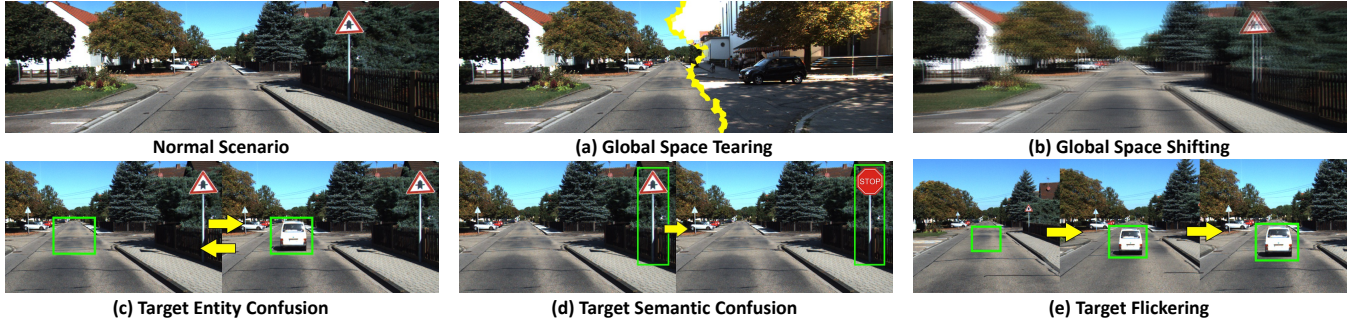 Normal Scenario
(a) Global Space Tearing
(b) Global Space Shifting
STOP
(c) Target Entity Confusion
(d) Target Semantic Confusion
(e) Target Flickering